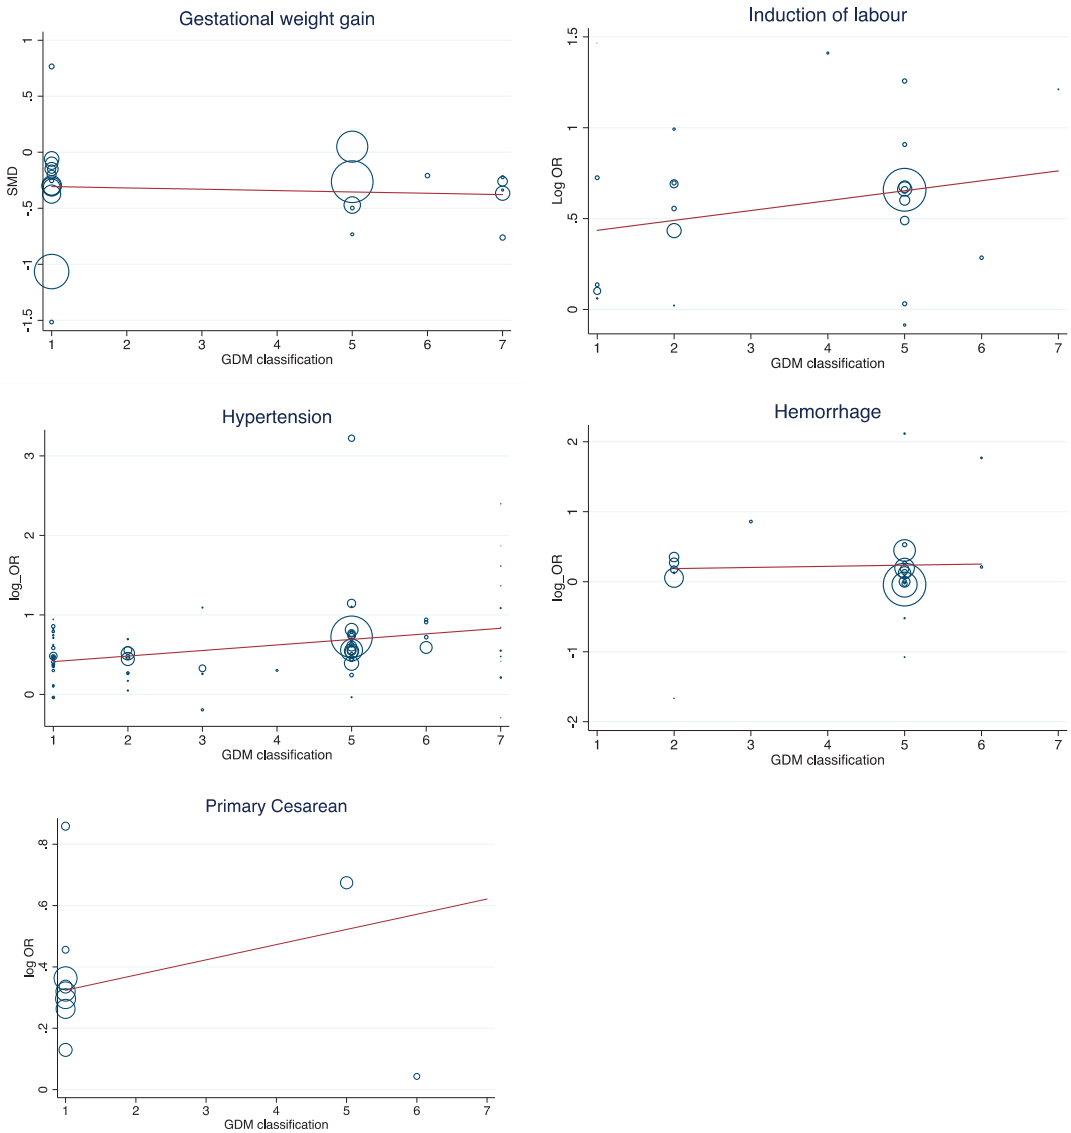 Gestational weight gain
1
.5
0
-.5
-1
-1.5
SMD
1 2 3 4 5 6 7
GDM classification
Induction of labour
1.5
1
.5
0
Log OR
1 2 3 4 5 6 7
GDM classification
Hypertension
3
2
1
0
log_OR
1 2 3 4 5 6 7
GDM classification
Hemorrhage
2
1
0
-1
-2
log_OR
1 2 3 4 5 6 7
GDM classification
Primary Cesarean
.8
.6
.4
.2
0
log OR
1 2 3 4 5 6 7
GDM classification